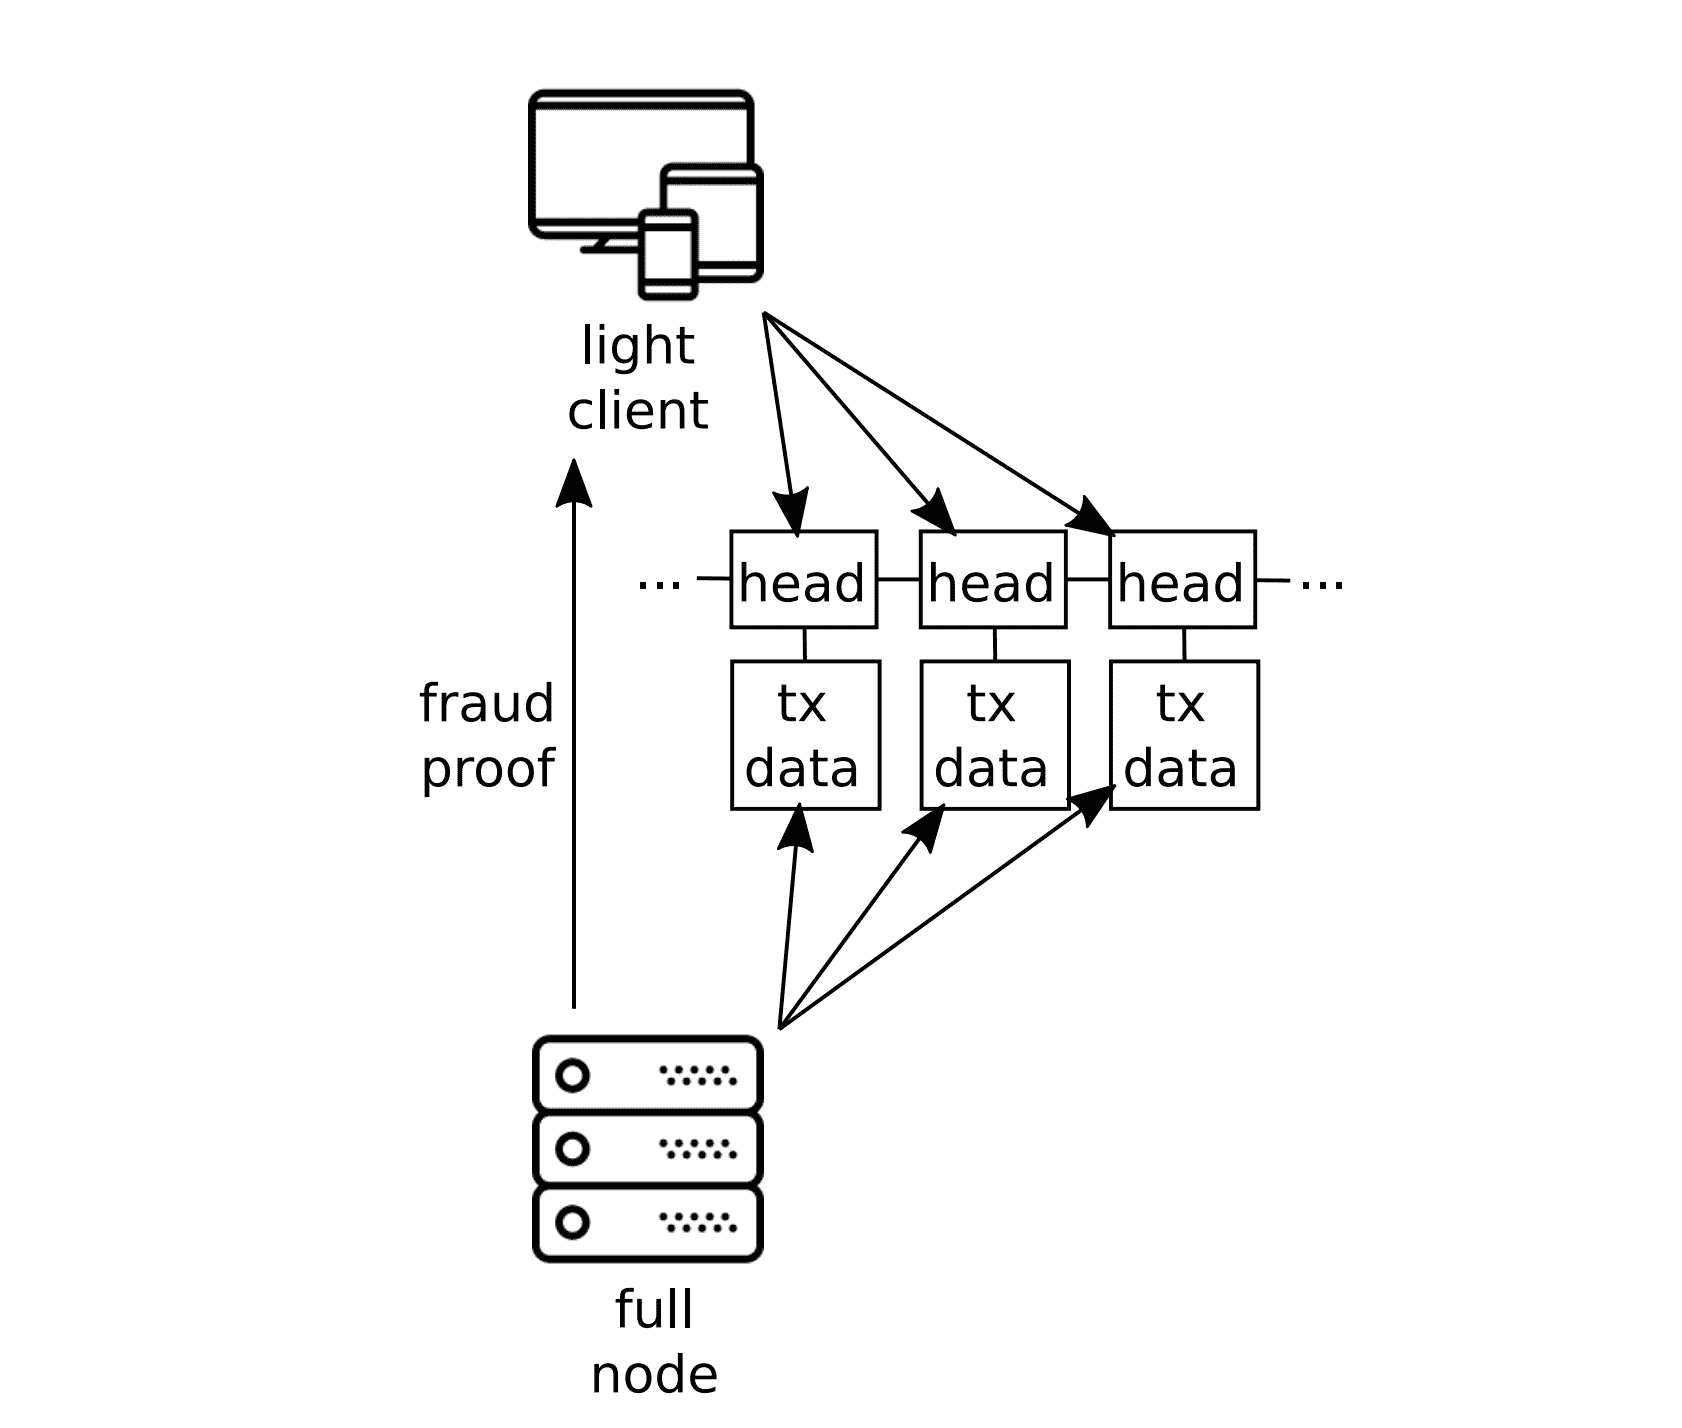 light
client
... head head head ...
fraud
proof
tx tx tx
data data data
full
node